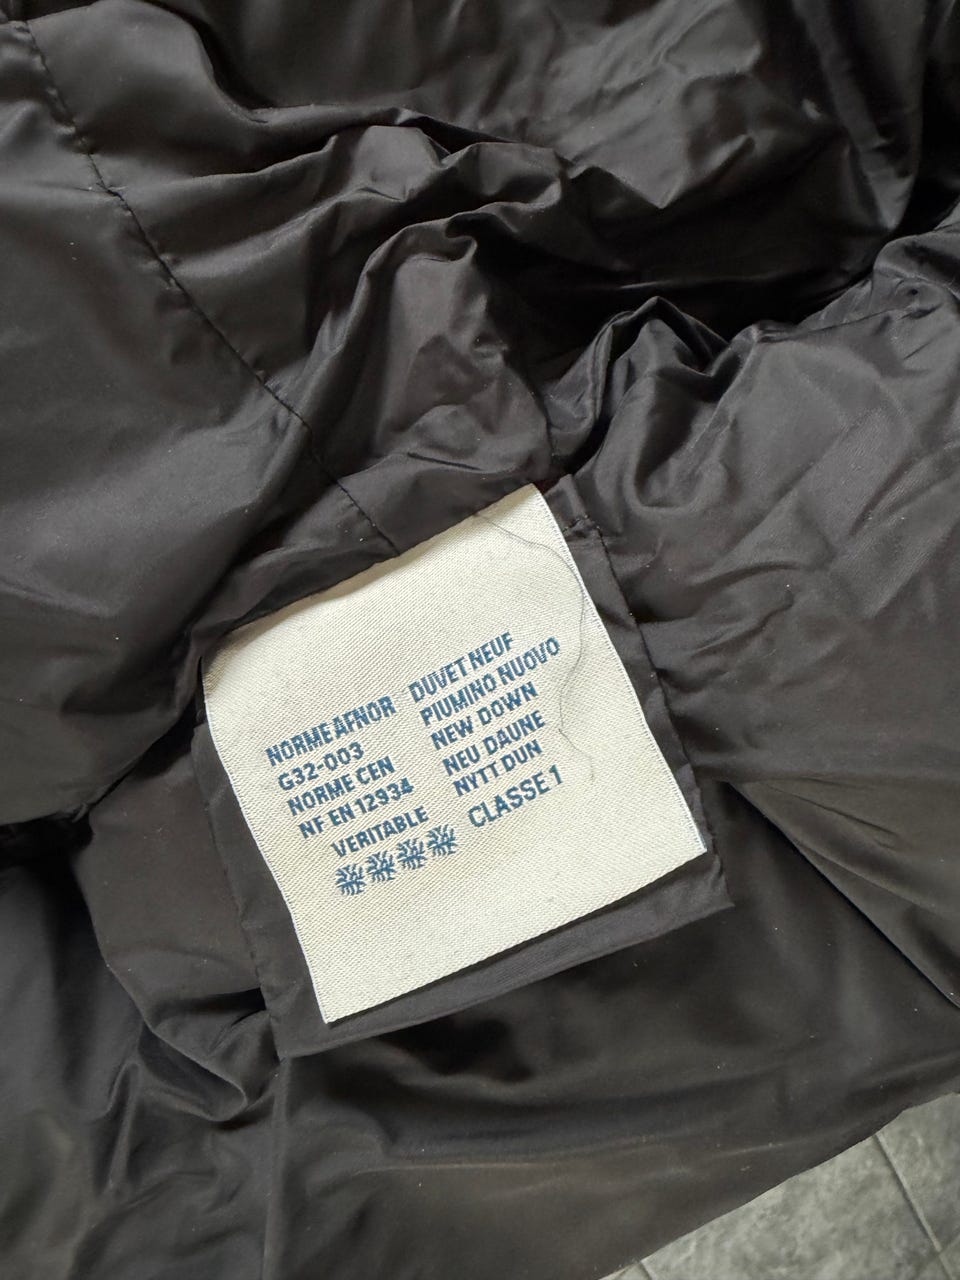 NORME AFNOR
G32-003
NORME CEN
NF EN 12934
VERITABLE
DUVET NEUF
PIUMINO NUOVO
NEW DOWN
NEU DAUNE
NYTT DUN
CLASSE 1